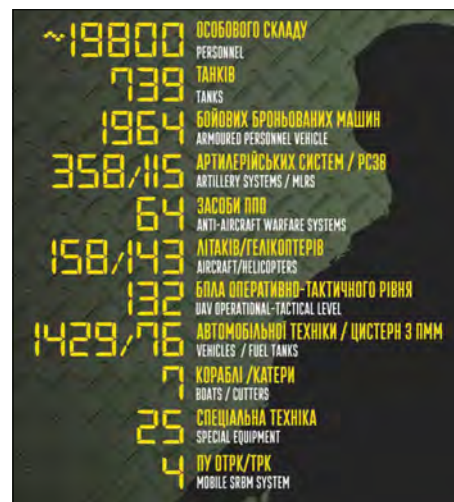 ~19800 ОСОБОВОГО СКЛАДУ
PERSONNEL
739 ТАНКІВ
TANKS
1964 БОЙОВИХ БРОНЬОВАНИХ МАШИН
ARMOURED PERSONNEL VEHICLE
358/115 АРТИЛЕРІЙСЬКИХ СИСТЕМ / РСЗВ
ARTILLERY SYSTEMS / MLRS
64 ЗАСОБИ ППО
ANTI-AIRCRAFT WARFARE SYSTEMS
158/143 ЛІТАКІВ/ГЕЛІКОПТЕРІВ
AIRCRAFT/HELICOPTERS
132 БПЛА ОПЕРАТИВНО-ТАКТИЧНОГО РІВНЯ
UAV OPERATIONAL-TACTICAL LEVEL
1429/76 АВТОМОБІЛЬНОЇ ТЕХНІКИ / ЦИСТЕРН З ПММ
VEHICLES / FUEL TANKS
7 КОРАБЛІ /КАТЕРИ
BOATS / CUTTERS
25 СПЕЦІАЛЬНА ТЕХНІКА
SPECIAL EQUIPMENT
4 ПУ ОТРК/ТРК
MOBILE SRBM SYSTEM